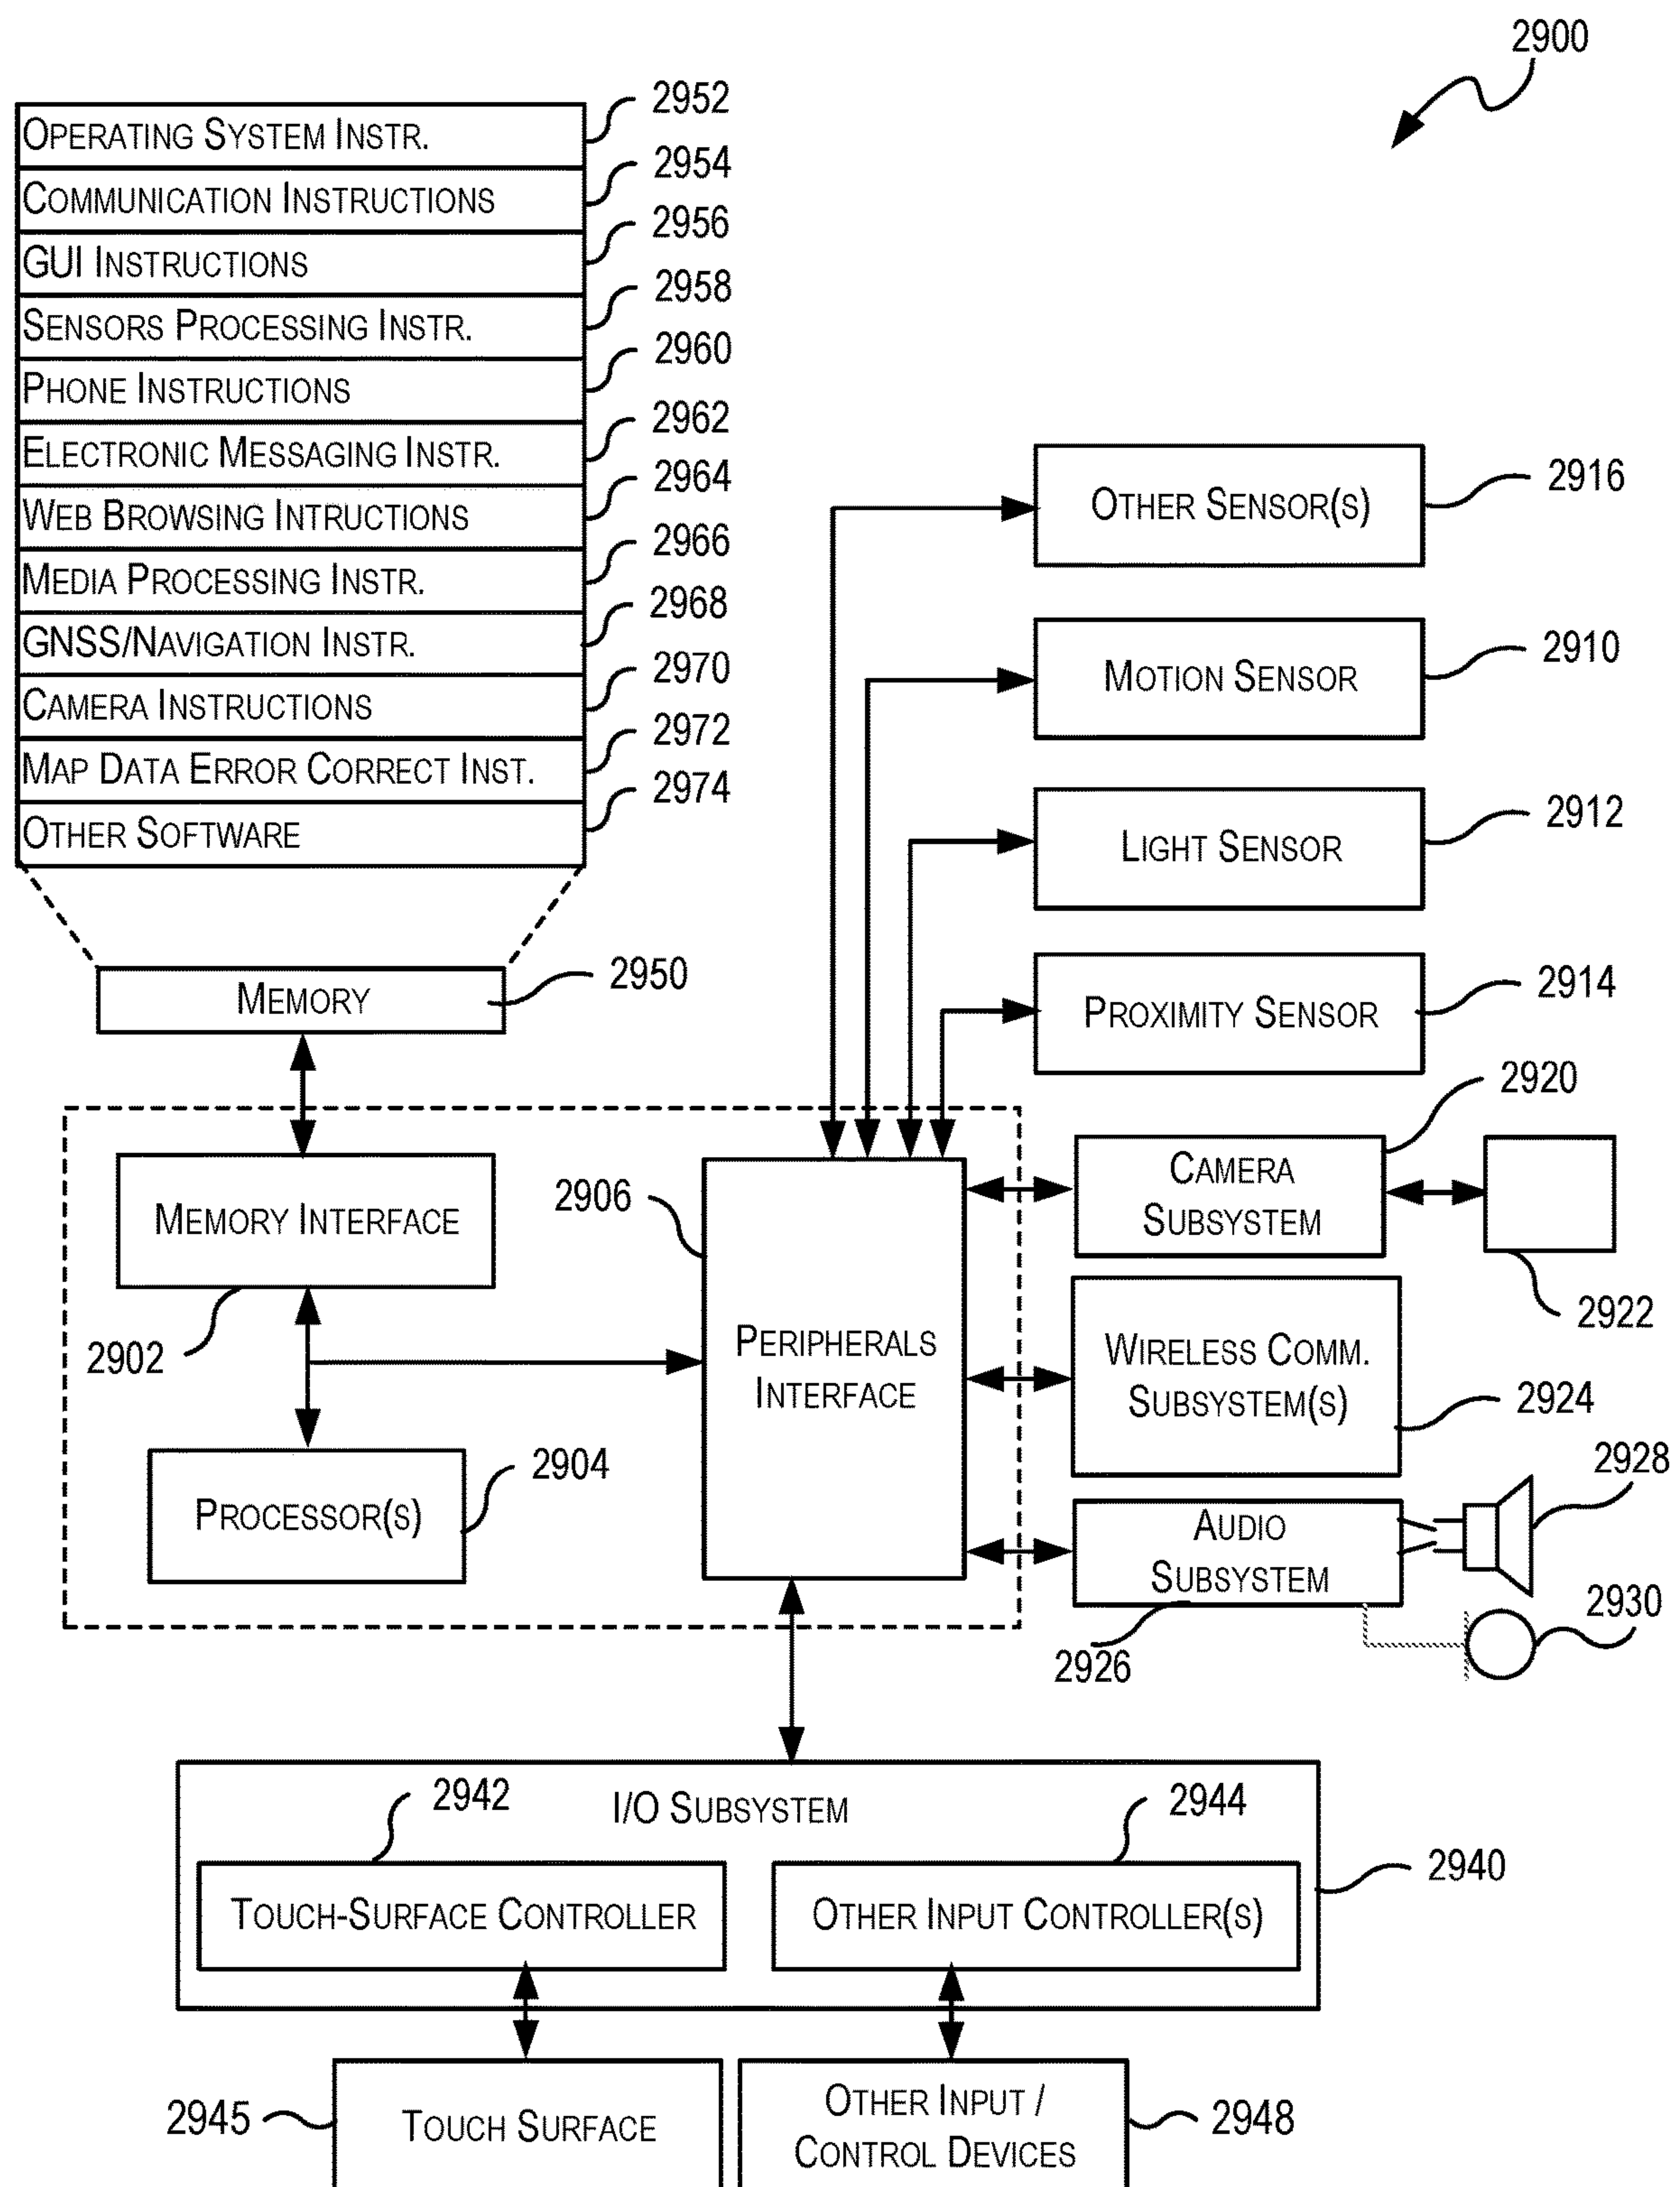 2900
OPERATING SYSTEM INSTR.
2952
COMMUNICATION INSTRUCTIONS
2954
GUI INSTRUCTIONS
2956
SENSORS PROCESSING INSTR.
2958
PHONE INSTRUCTIONS
2960
ELECTRONIC MESSAGING INSTR.
2962
WEB BROWSING INTRUCTIONS
2964
MEDIA PROCESSING INSTR.
2966
GNSS/NAVIGATION INSTR.
2968
CAMERA INSTRUCTIONS
2970
MAP DATA ERROR CORRECT INST.
2972
OTHER SOFTWARE
2974
MEMORY
2950
OTHER SENSOR(S)
2916
MOTION SENSOR
2910
LIGHT SENSOR
2912
PROXIMITY SENSOR
2914
MEMORY INTERFACE
2902
PROCESSOR(S)
2904
2906
PERIPHERALS
INTERFACE
CAMERA
SUBSYSTEM
2920
2922
WIRELESS COMM.
SUBSYSTEM(S)
2924
AUDIO
SUBSYSTEM
2926
2928
2930
I/O SUBSYSTEM
2940
2942
TOUCH-SURFACE CONTROLLER
2944
OTHER INPUT CONTROLLER(S)
2945
TOUCH SURFACE
OTHER INPUT /
CONTROL DEVICES
2948